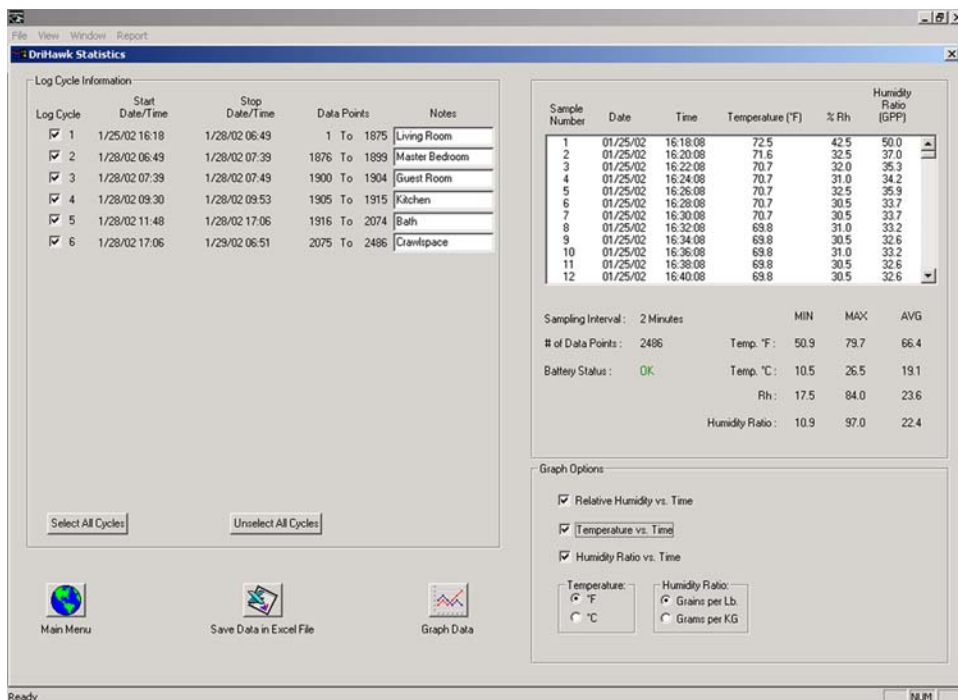 File View Window Report
DriHawk Statistics
Log Cycle Information
Log Cycle Start Date/Time Stop Date/Time Data Points Notes
1 1/25/02 16:18 1/28/02 06:49 1 To 1875 Living Room
2 1/28/02 06:49 1/28/02 07:39 1876 To 1899 Master Bedroom
3 1/28/02 07:39 1/28/02 07:49 1900 To 1904 Guest Room
4 1/28/02 09:30 1/28/02 09:53 1905 To 1915 Kitchen
5 1/28/02 11:48 1/28/02 17:06 1916 To 2074 Bath
6 1/28/02 17:06 1/29/02 06:51 2075 To 2486 Crawlspace
Select All Cycles Unselect All Cycles
Main Menu Save Data in Excel File Graph Data
Sample Number Date Time Temperature (°F) % Rh Humidity Ratio (GPP)
1 01/25/02 16:18:08 72.5 42.5 50.0
2 01/25/02 16:20:08 71.6 32.5 37.0
3 01/25/02 16:22:08 70.7 32.0 35.3
4 01/25/02 16:24:08 70.7 31.0 34.2
5 01/25/02 16:26:08 70.7 32.5 35.9
6 01/25/02 16:28:08 70.7 30.5 33.7
7 01/25/02 16:30:08 70.7 30.5 33.7
8 01/25/02 16:32:08 69.8 31.0 33.2
9 01/25/02 16:34:08 69.8 30.5 32.6
10 01/25/02 16:36:08 69.8 31.0 33.2
11 01/25/02 16:38:08 69.8 30.5 32.6
12 01/25/02 16:40:08 69.8 30.5 32.6
Sampling Interval : 2 Minutes MIN MAX AVG
# of Data Points : 2486 Temp. °F : 50.9 79.7 66.4
Battery Status : OK Temp. °C : 10.5 26.5 19.1
Rh : 17.5 84.0 23.6
Humidity Ratio : 10.9 97.0 22.4
Graph Options
Relative Humidity vs. Time
Temperature vs. Time
Humidity Ratio vs. Time
Temperature: Humidity Ratio:
°F Grains per Lb.
°C Grams per KG
Ready NUM